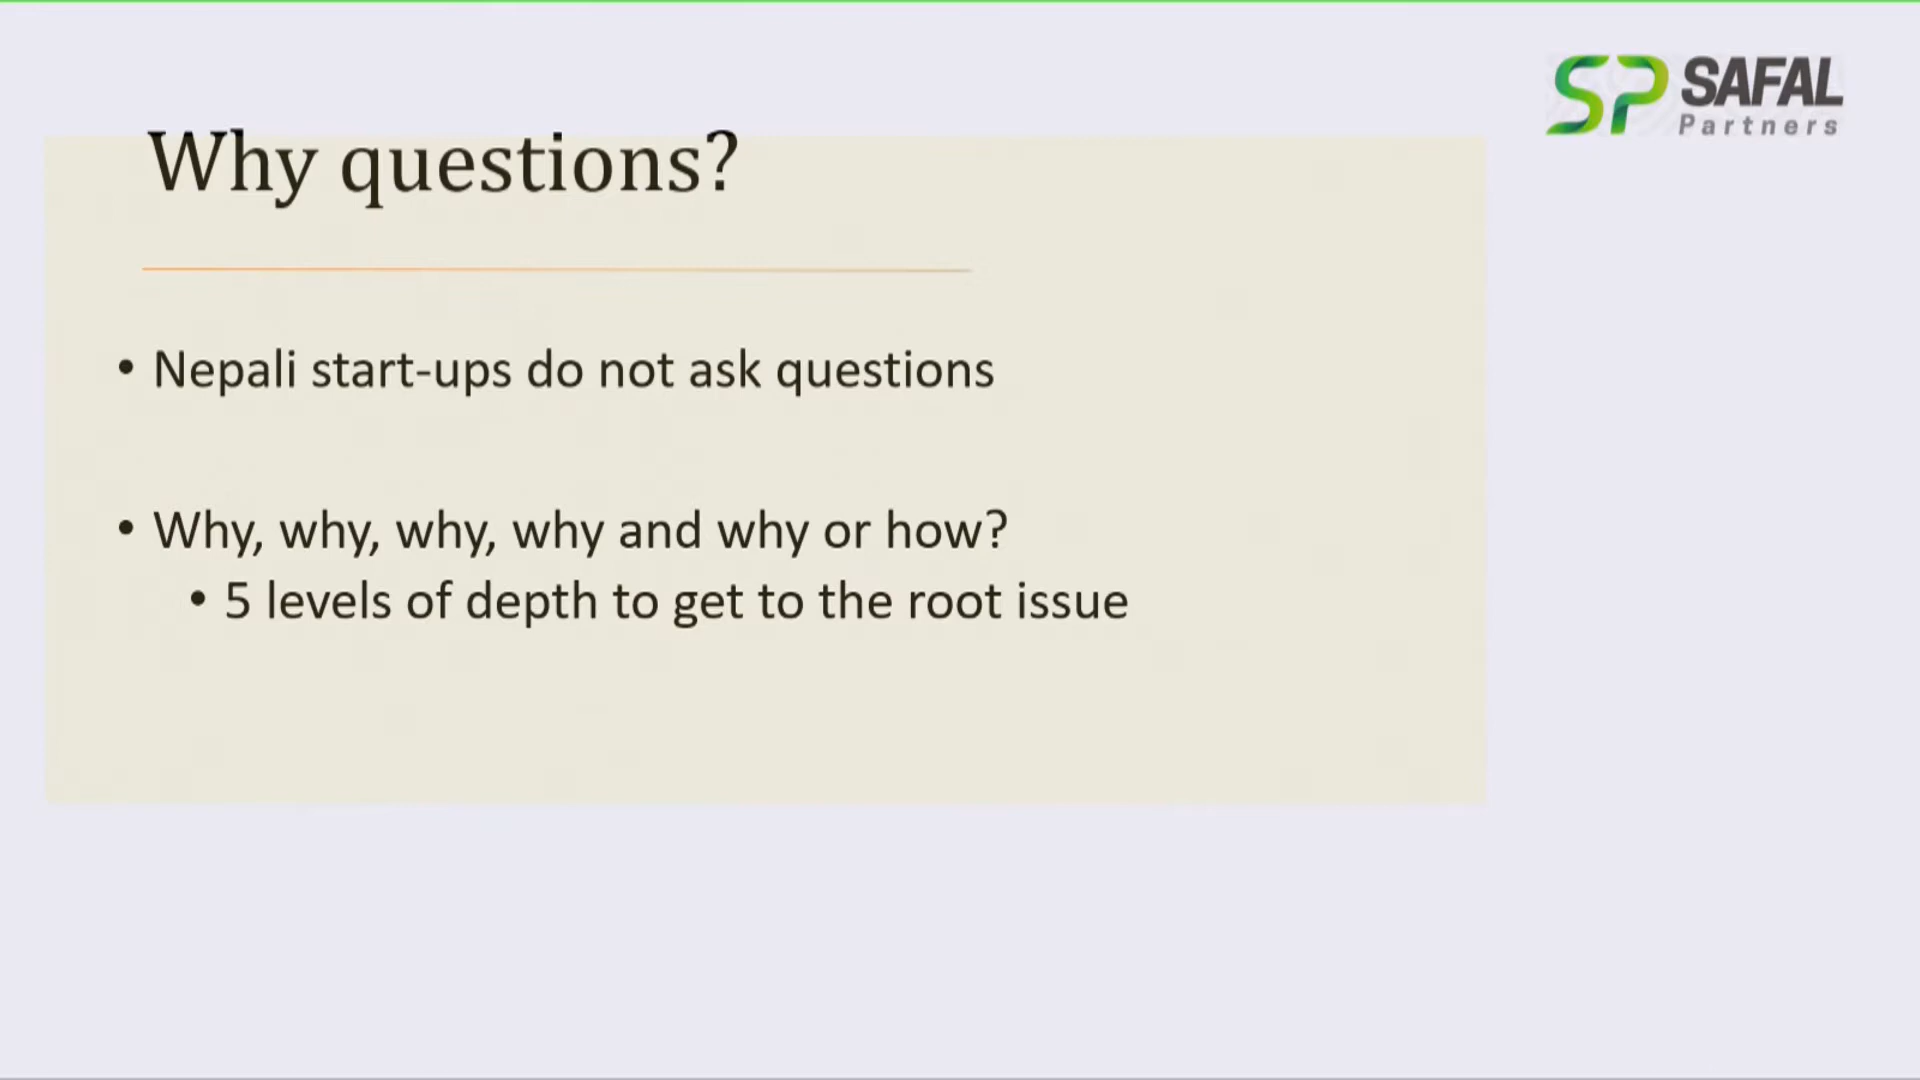 SP SAFAL
Partners
Why questions?
• Nepali start-ups do not ask questions
• Why, why, why, why and why or how?
• 5 levels of depth to get to the root issue